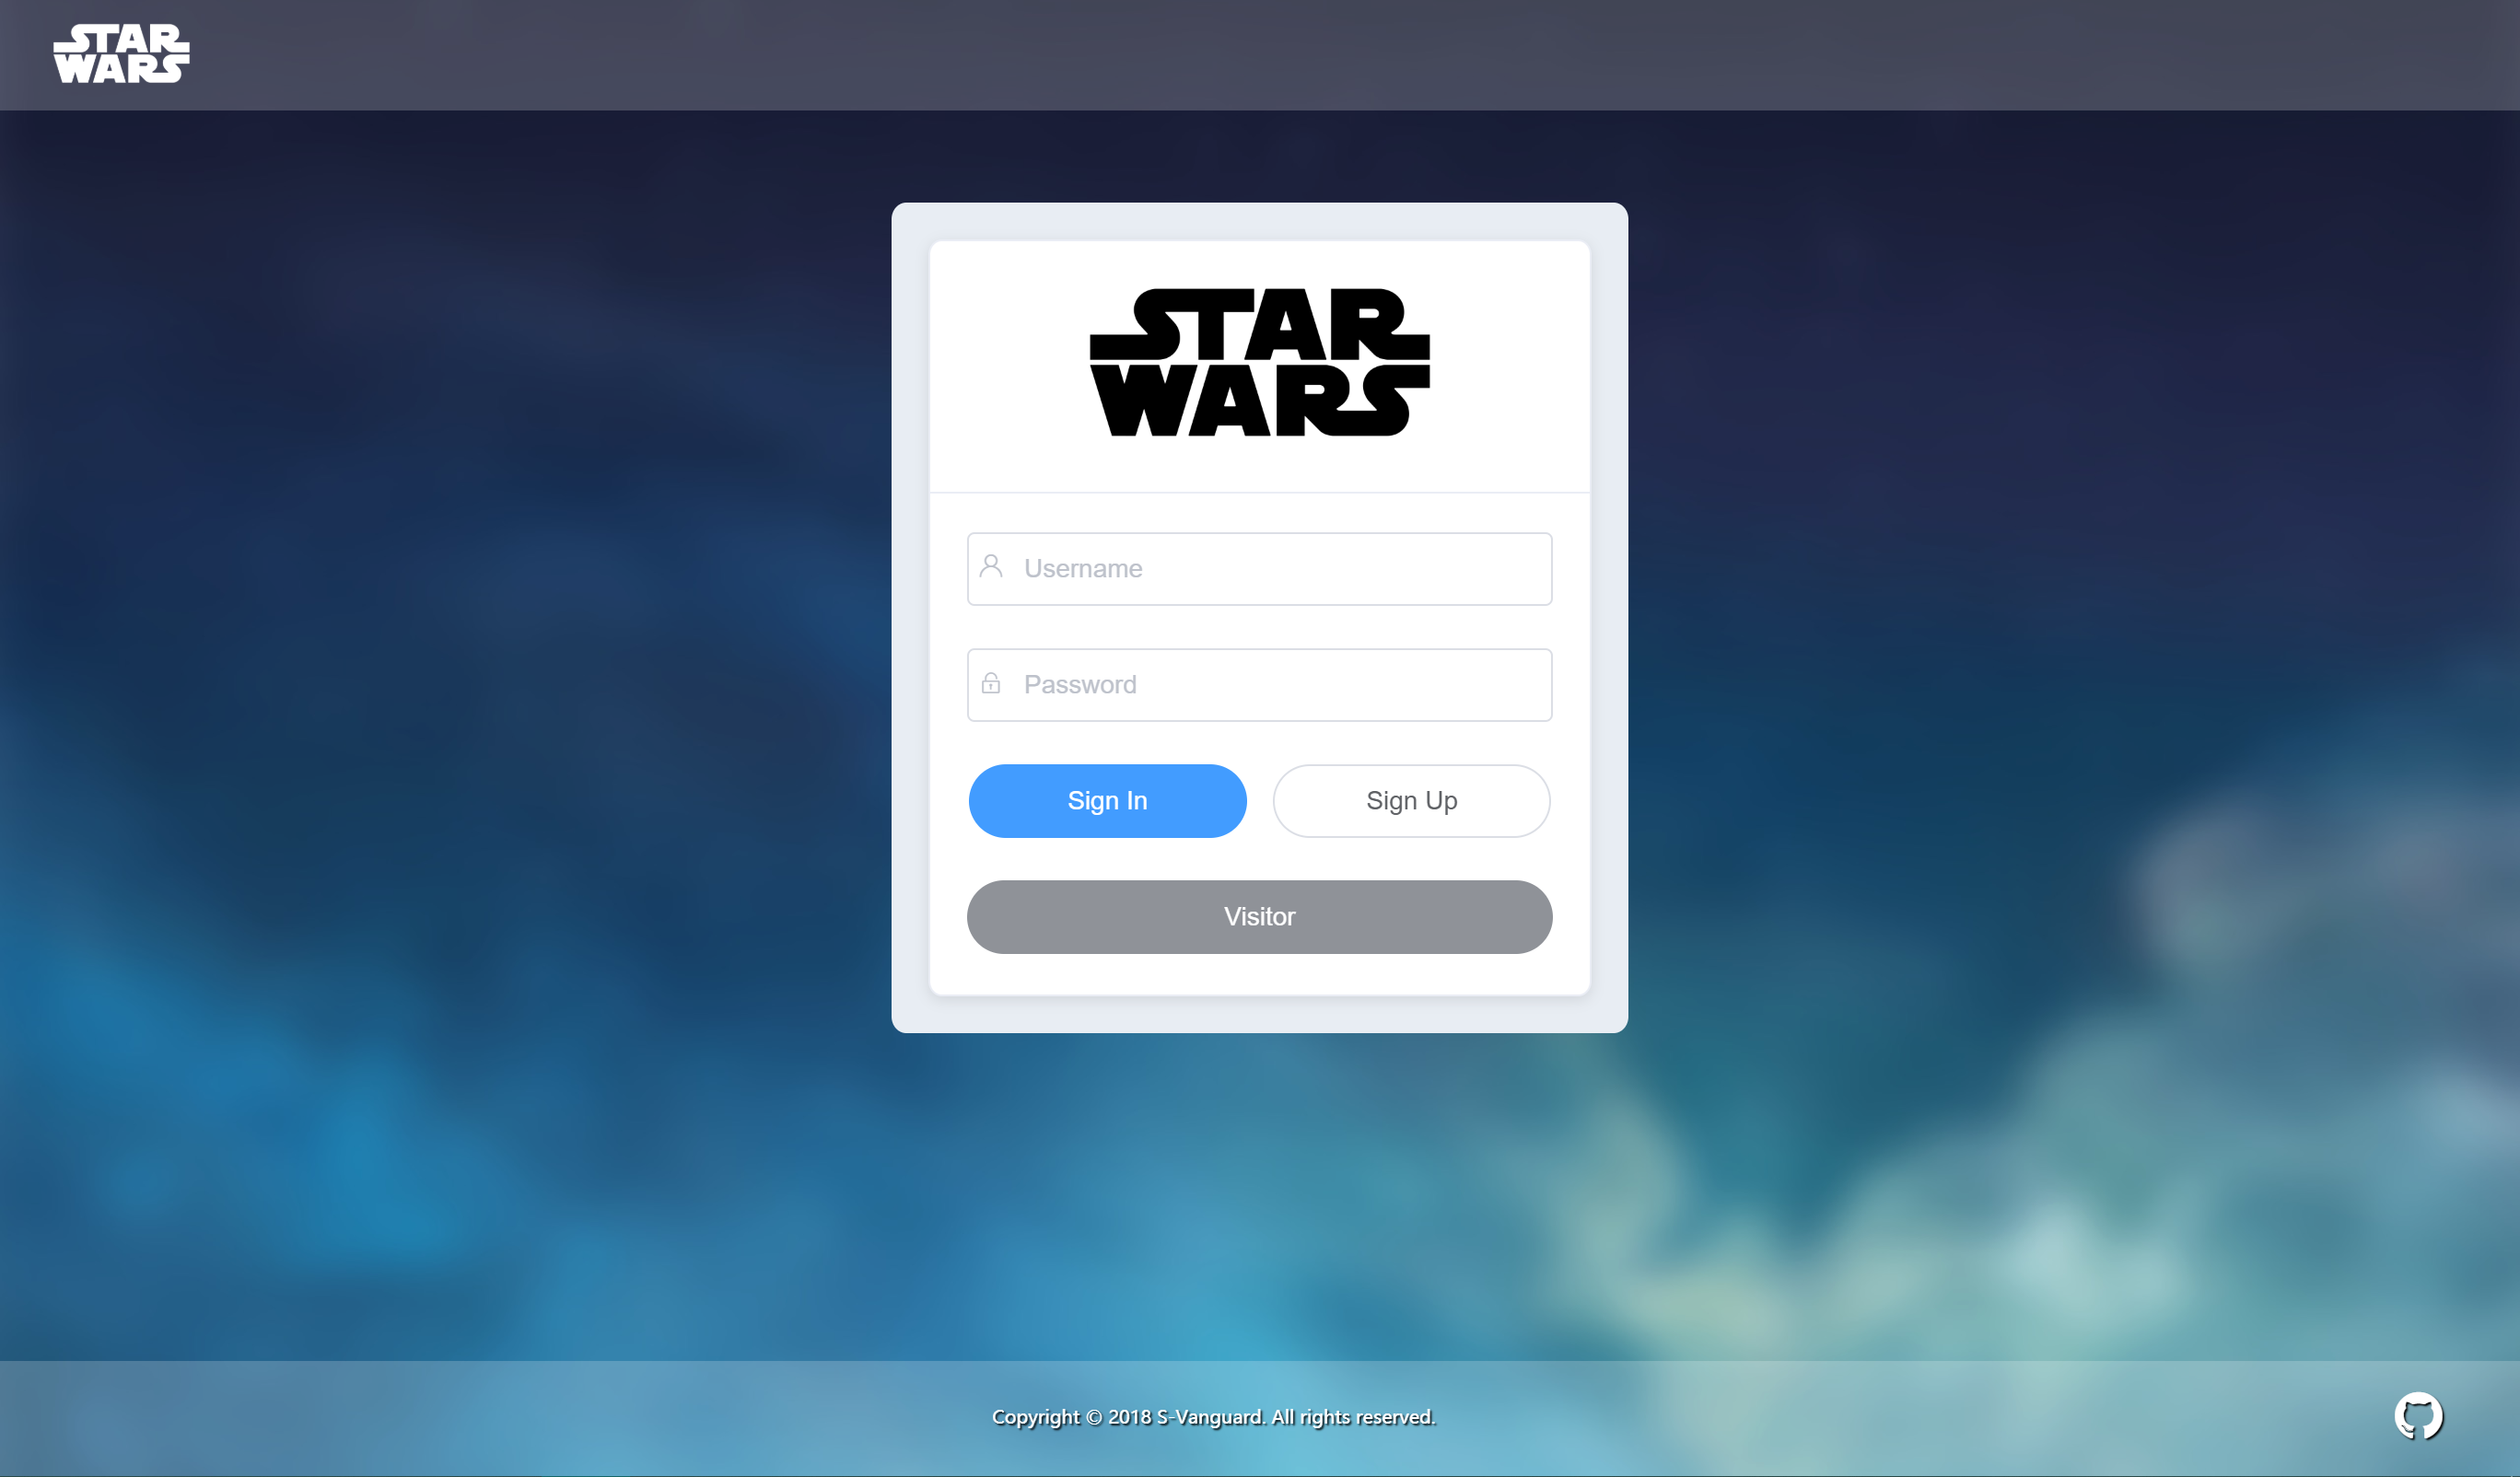 STAR
WARS
STAR
WARS
Username
Password
Sign In
Sign Up
Visitor
Copyright © 2018 S-Vanguard. All rights reserved.